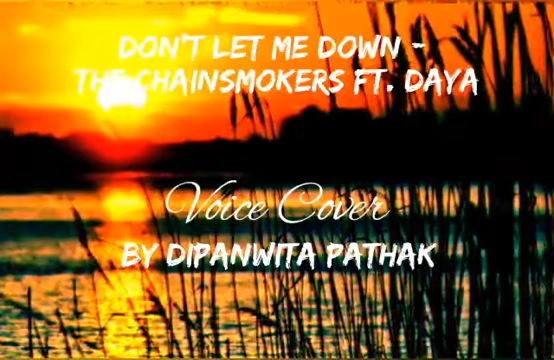 DON'T LET ME DOWN -
THE CHAINSMOKERS FT. DAYA
Voice Cover
BY DIPANWITA PATHAK